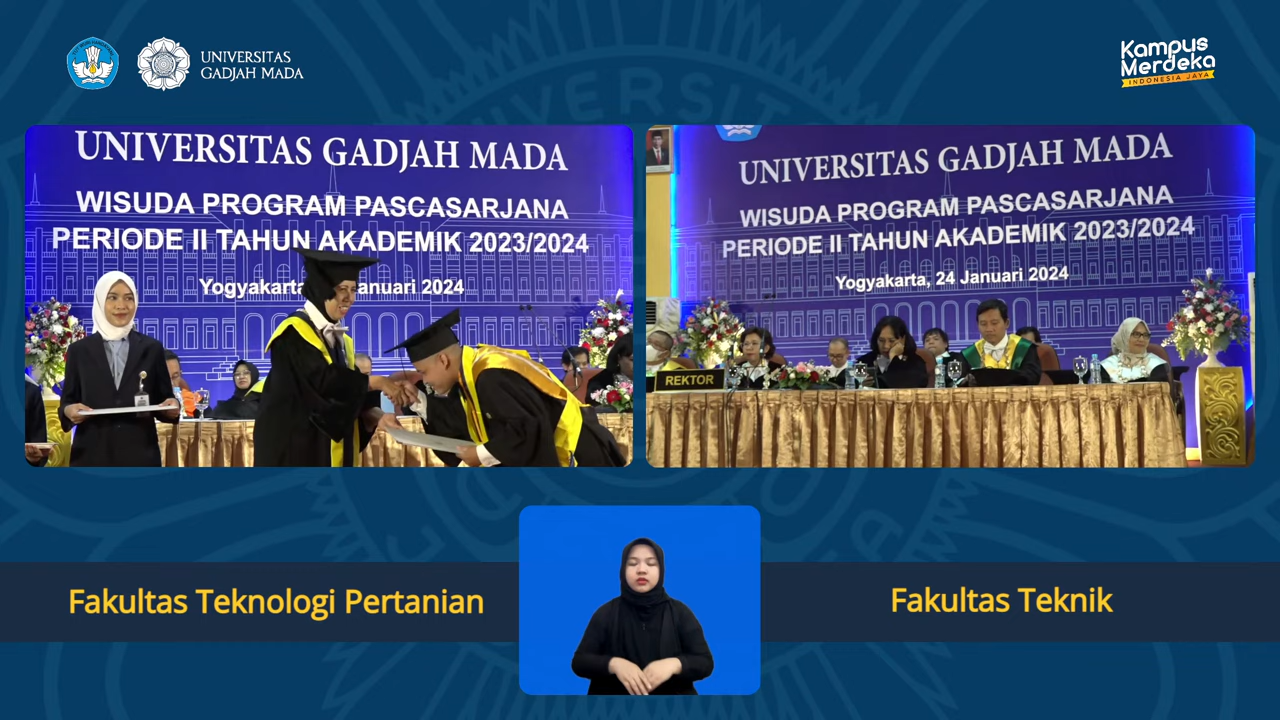 UNIVERSITAS
GADJAH MADA
Kampus
Merdeka
INDONESIA JAYA
UNIVERSITAS GADJAH MADA
WISUDA PROGRAM PASCASARJANA
PERIODE II TAHUN AKADEMIK 2023/2024
Yogyakarta, Januari 2024
UNIVERSITAS GADJAH MADA
WISUDA PROGRAM PASCASARJANA
PERIODE II TAHUN AKADEMIK 2023/2024
Yogyakarta, 24 Januari 2024
REKTOR
Fakultas Teknologi Pertanian
Fakultas Teknik